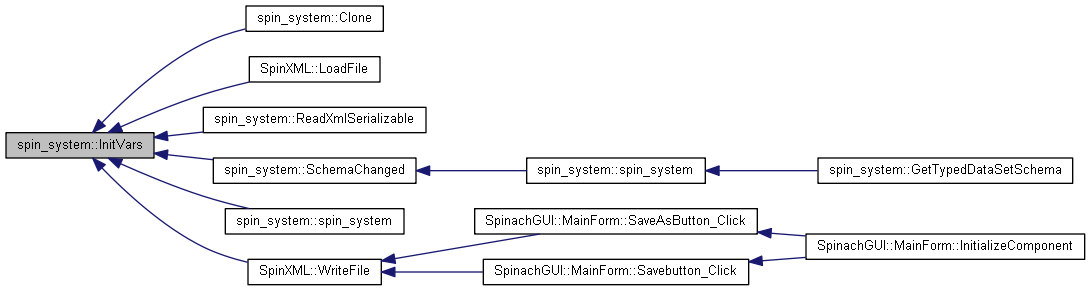 spin_system::Clone
SpinXML::LoadFile
spin_system::ReadXmlSerializable
spin_system::InitVars
spin_system::SchemaChanged
spin_system::spin_system
spin_system::GetTypedDataSetSchema
spin_system::spin_system
SpinachGUI::MainForm::SaveAsButton_Click
SpinachGUI::MainForm::InitializeComponent
SpinXML::WriteFile
SpinachGUI::MainForm::Savebutton_Click